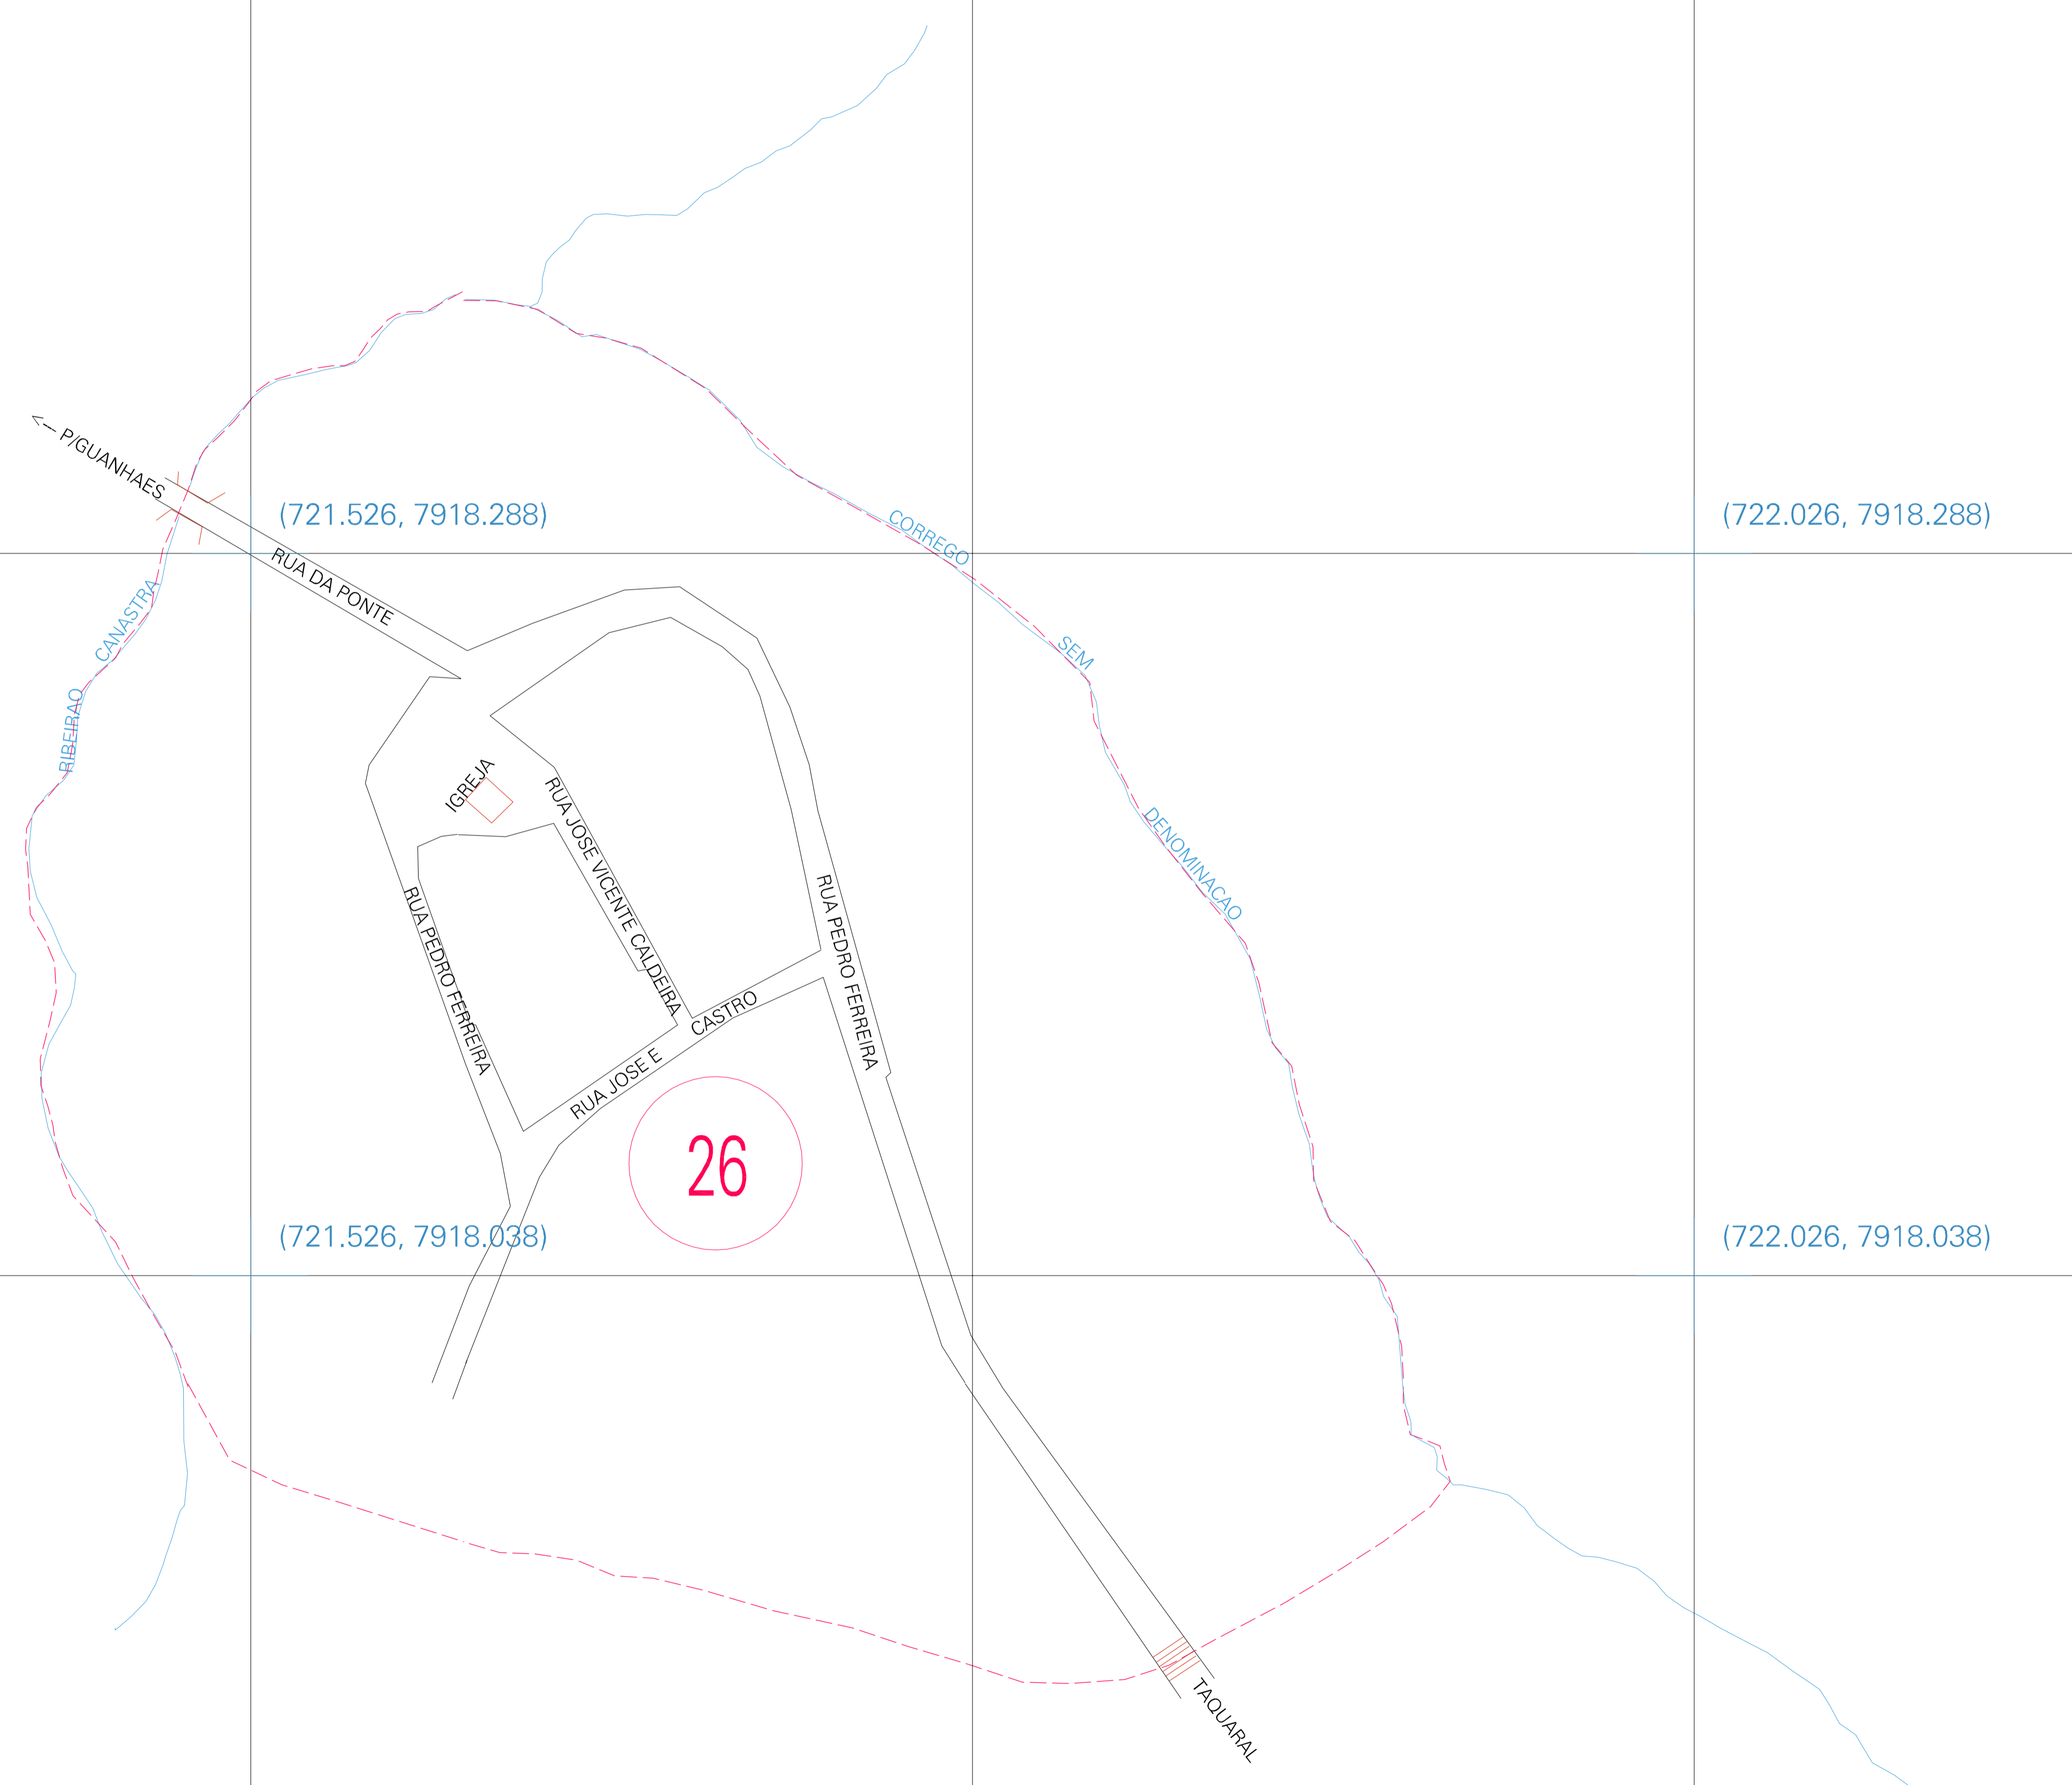 <--- P/GUANHAES
(721.526, 7918.288)
(722.026, 7918.288)
CORREGO
RUA DA PONTE
CANASTRA
SEM
RIBEIRAO
IGREJA
RUA JOSE VICENTE CALDEIRA
DENOMINACAO
RUA PEDRO FERREIRA
RUA PEDRO FERREIRA
CASTRO
RUA JOSE E
26
(721.526, 7918.038)
(722.026, 7918.038)
TAQUARAL